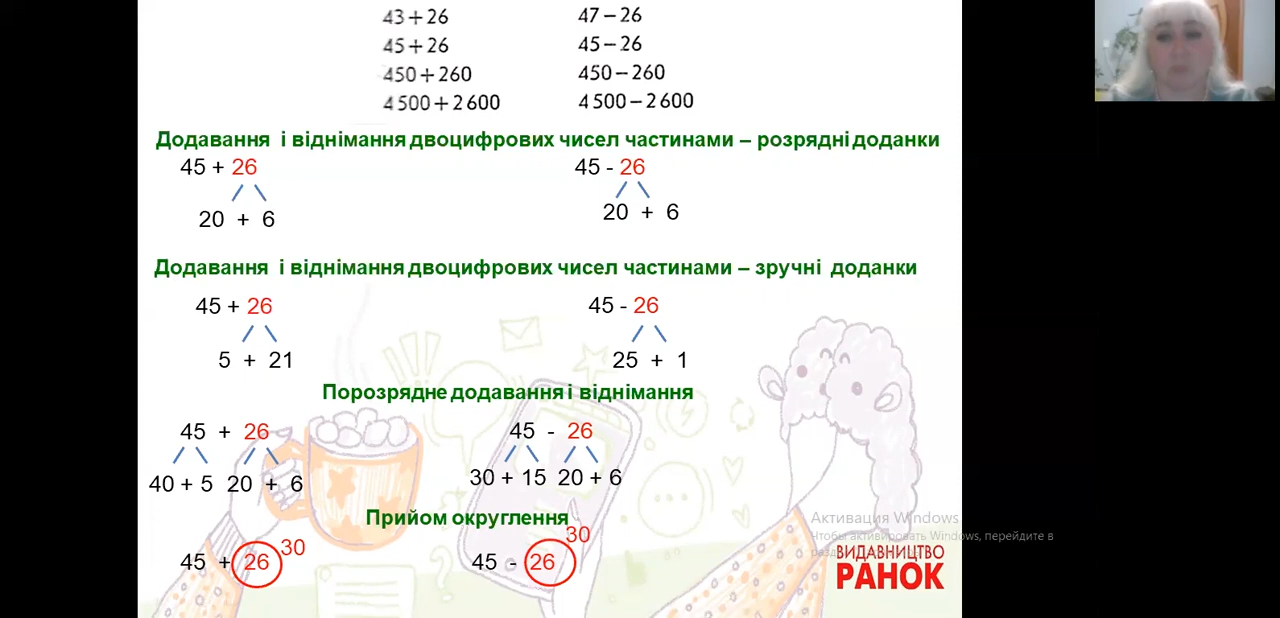 43 + 26 47 – 26
45 + 26 45 – 26
450 + 260 450 – 260
4 500 + 2 600 4 500 – 2 600
Додавання і віднімання двоцифрових чисел частинами – розрядні доданки
45 + 26 45 - 26
20 + 6 20 + 6
Додавання і віднімання двоцифрових чисел частинами – зручні доданки
45 + 26 45 - 26
5 + 21 25 + 1
Порозрядне додавання і віднімання
45 + 26 45 - 26
40 + 5 20 + 6 30 + 15 20 + 6
Прийом округлення
45 + 26 30 45 - 26 30
Активация Windows
Чтобы активировать Windows, перейдите в
ВИДАВНИЦТВО
РАНОК